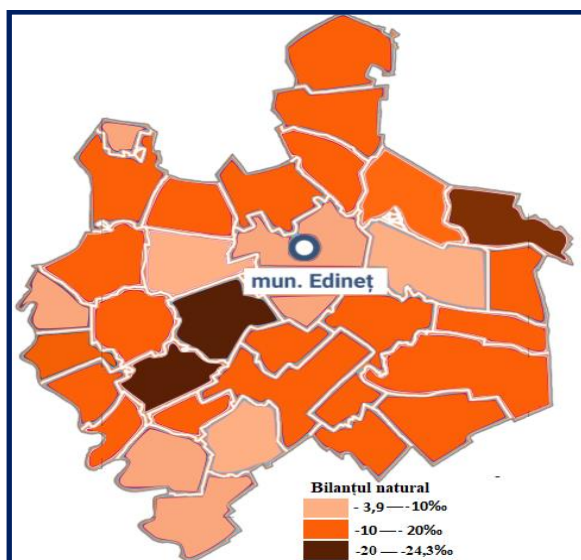 mun. Edineț
Bilanțul natural
- 3,9 — - 10‰
-10 — - 20‰
-20 — -24,3‰